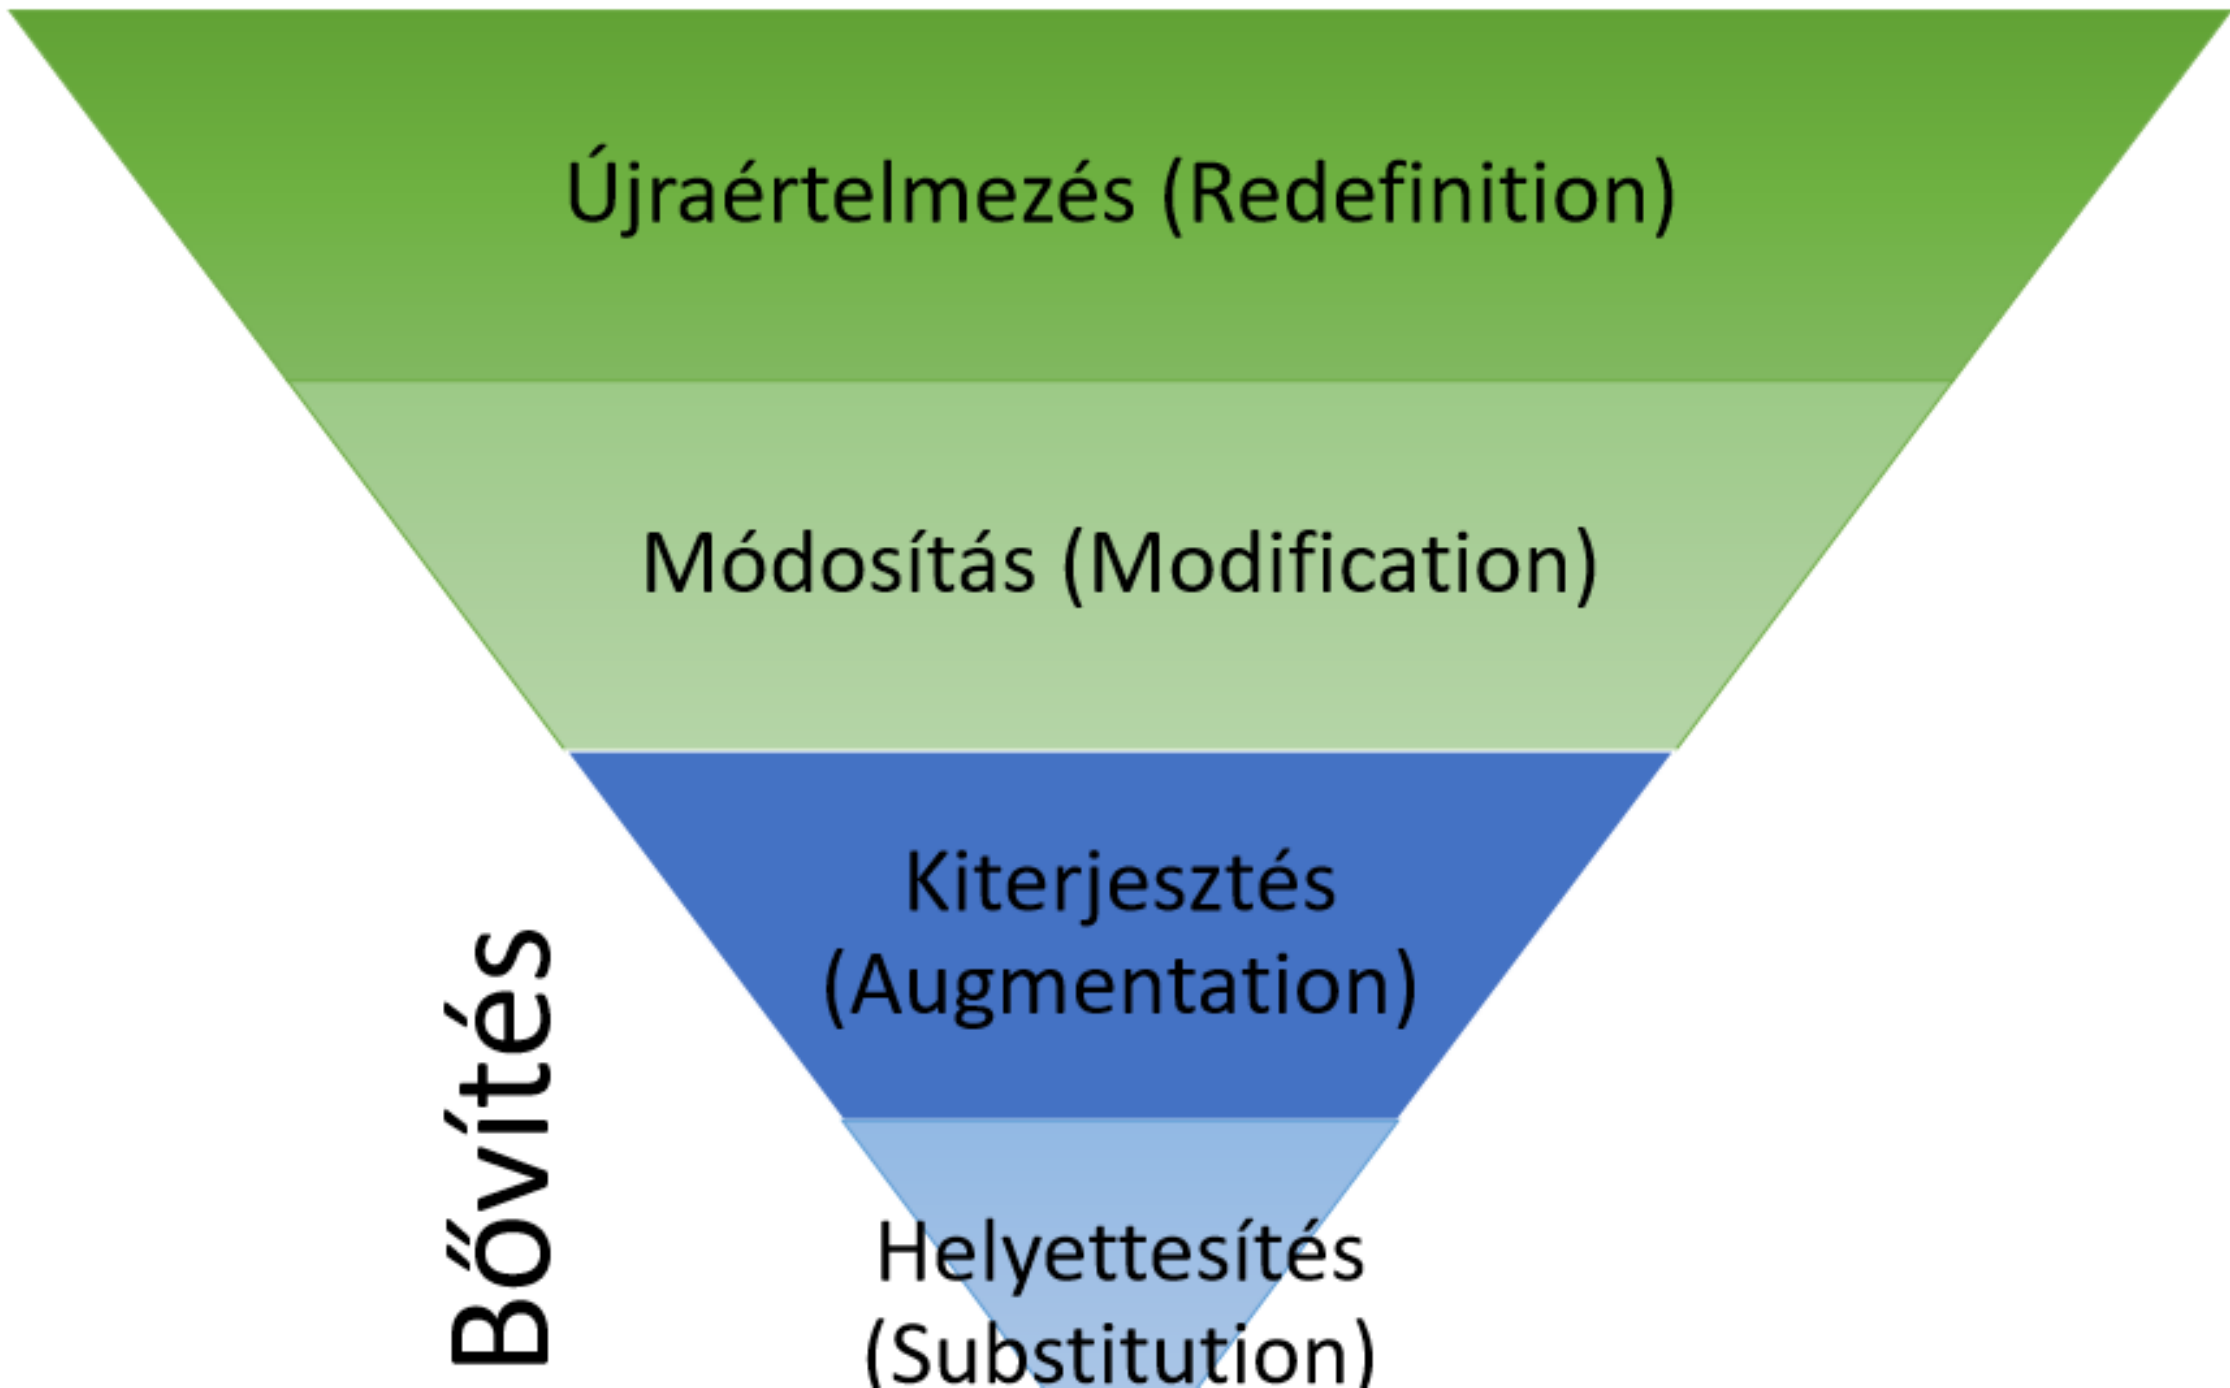 Újraértelmezés (Redefinition)
Módosítás (Modification)
Kiterjesztés
(Augmentation)
Bővítés
Helyettesítés
(Substitution)